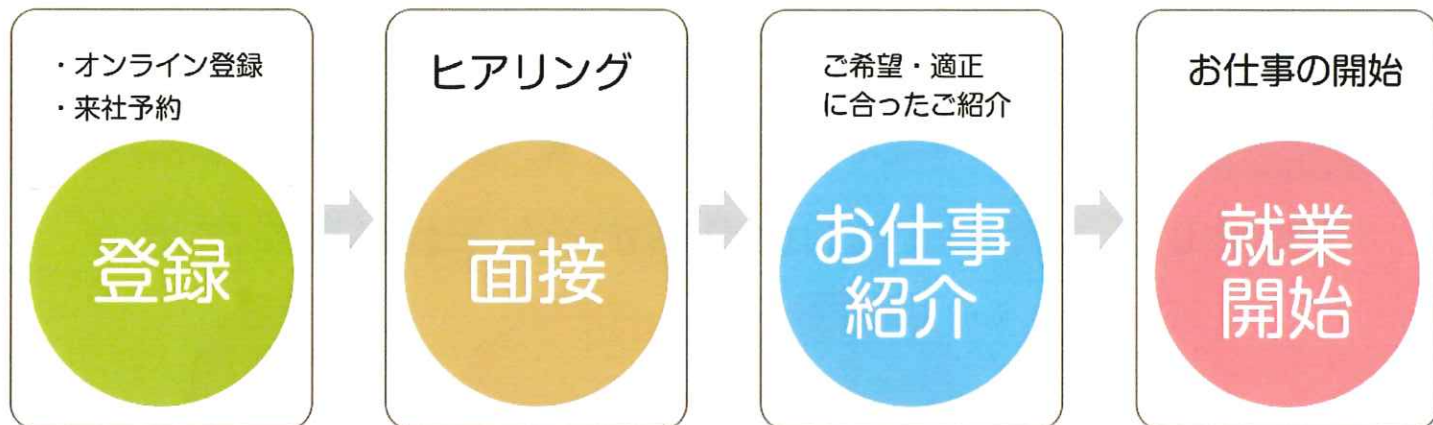 ・オンライン登録
・来社予約
登録
ヒアリング
面接
ご希望・適正
に合ったご紹介
お仕事
紹介
お仕事の開始
就業
開始